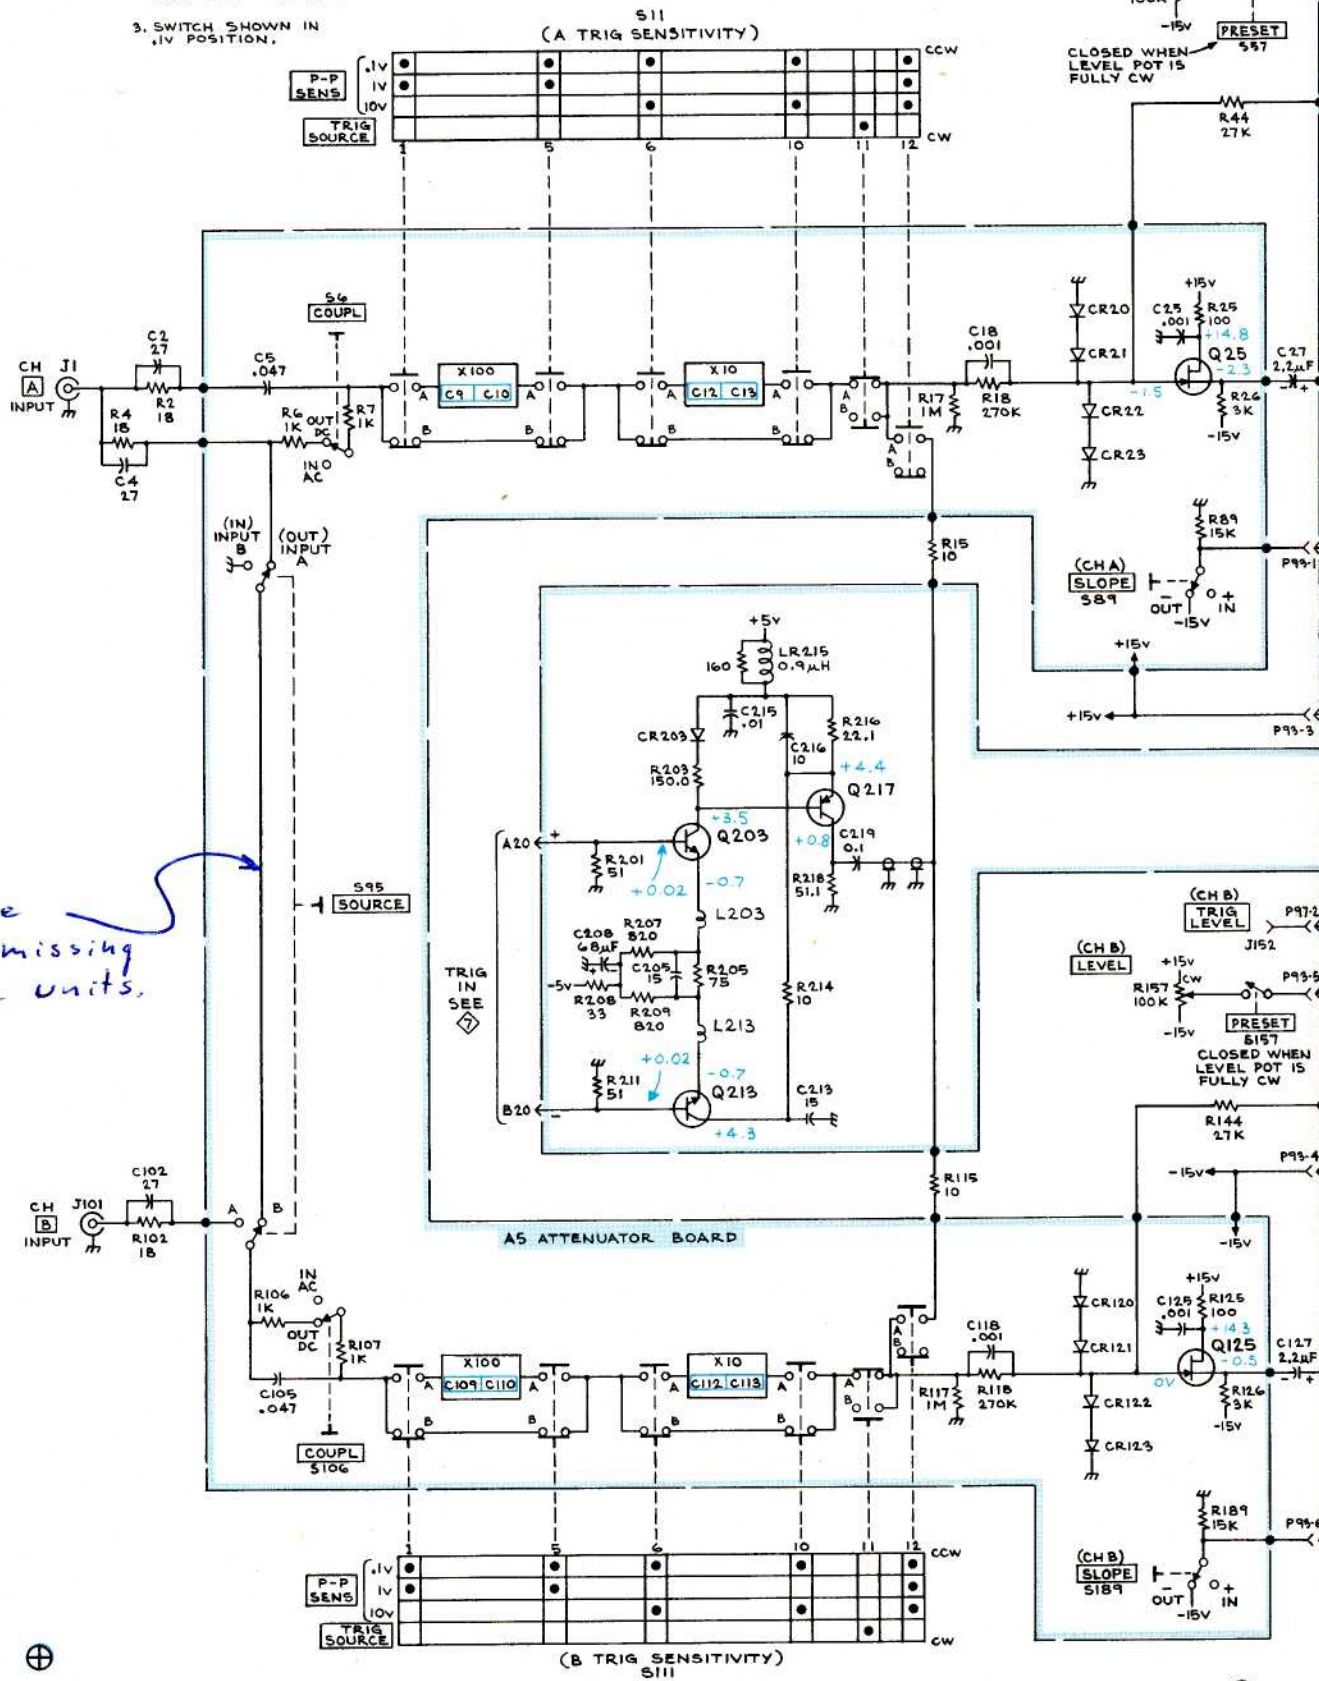 3. SWITCH SHOWN IN
.1V POSITION.
S11
(A TRIG SENSITIVITY)
P-P
SENS
.1V
1V
10V
TRIG
SOURCE
CCW
CW
1 5 6 10 11 12
-15V
PRESET
S57
CLOSED WHEN
LEVEL POT IS
FULLY CW
R44
27K
S6
COUPL
CH
A
INPUT
J1
C2
27
R2
18
R4
18
C4
27
C5
.047
R6
1K
OUT
DC
IN
AC
R7
1K
A
B
X100
C9 C10
A
B
A
B
X10
C12 C13
A
B
A
B
A
B
R17
1M
C18
.001
R18
270K
CR20
CR21
CR22
CR23
+15V
C25
.001
R25
100
+14.8
Q25
-2.3
-1.5
R26
3K
-15V
C27
2.2µF
- +
(IN)
INPUT
B
(OUT)
INPUT
A
R15
10
R89
15K
(CH A)
SLOPE
S89
-
OUT
+
IN
-15V
P93-1
+15V
+15V
P93-3
+5V
160
LR215
0.9µH
C215
.01
CR203
R203
150.0
C216
10
R216
22.1
+4.4
Q217
+3.5
Q203
+0.8
C219
0.1
R218
51.1
A20
+
R201
51
+0.02
-0.7
L203
R207
820
C208
68µF
+ -
C205
15
R205
75
-5V
R208
33
R209
820
L213
R214
10
TRIG
IN
SEE
7
+0.02
-0.7
R211
51
Q213
B20
-
+4.3
C213
15
S95
SOURCE
missing
units.
(CH B)
TRIG
LEVEL
J152
P97-2
(CH B)
LEVEL
+15V
CW
R157
100K
-15V
P93-5
PRESET
S157
CLOSED WHEN
LEVEL POT IS
FULLY CW
R144
27K
P93-4
-15V
-15V
R115
10
A5 ATTENUATOR BOARD
CH
B
INPUT
J101
C102
27
R102
18
A
B
R106
1K
IN
AC
OUT
DC
R107
1K
C105
.047
COUPL
S106
A
B
X100
C109 C110
A
B
A
B
X10
C112 C113
A
B
A
B
A
B
R117
1M
C118
.001
R118
270K
CR120
CR121
CR122
CR123
+15V
C125
.001
R125
100
+14.3
Q125
-0.5
0V
R126
3K
-15V
C127
2.2µF
- +
R189
15K
(CH B)
SLOPE
S189
-
OUT
+
IN
-15V
1 5 6 10 11 12
P-P
SENS
.1V
1V
10V
TRIG
SOURCE
CCW
CW
(B TRIG SENSITIVITY)
S111